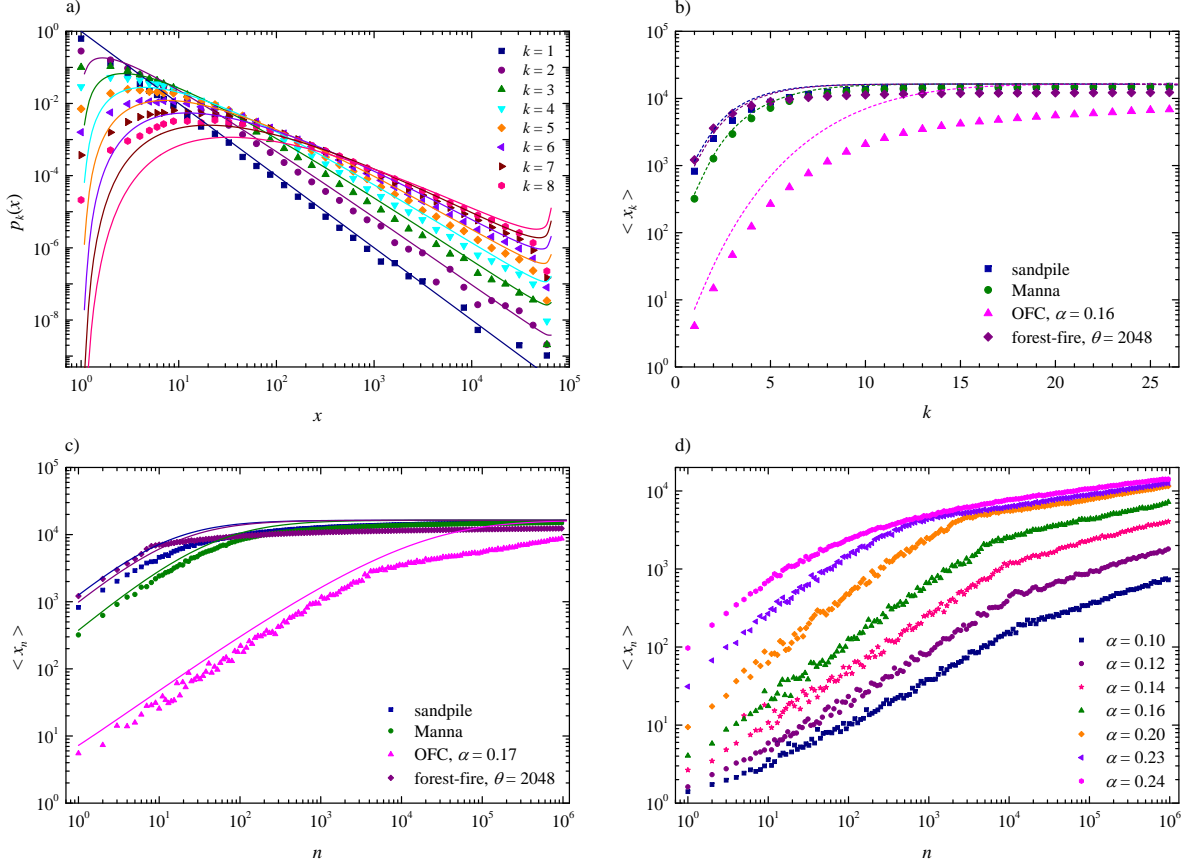 a)
10^0
10^-2
10^-4
10^-6
10^-8
p_k(x)
10^0 10^1 10^2 10^3 10^4 10^5
x
k = 1
k = 2
k = 3
k = 4
k = 5
k = 6
k = 7
k = 8
b)
10^5
10^4
10^3
10^2
10^1
10^0
< x_k >
0 5 10 15 20 25
k
sandpile
Manna
OFC, α = 0.16
forest-fire, θ = 2048
c)
10^5
10^4
10^3
10^2
10^1
10^0
< x_n >
10^0 10^1 10^2 10^3 10^4 10^5 10^6
n
sandpile
Manna
OFC, α = 0.17
forest-fire, θ = 2048
d)
10^4
10^3
10^2
10^1
10^0
< x_n >
10^0 10^1 10^2 10^3 10^4 10^5 10^6
n
α = 0.10
α = 0.12
α = 0.14
α = 0.16
α = 0.20
α = 0.23
α = 0.24